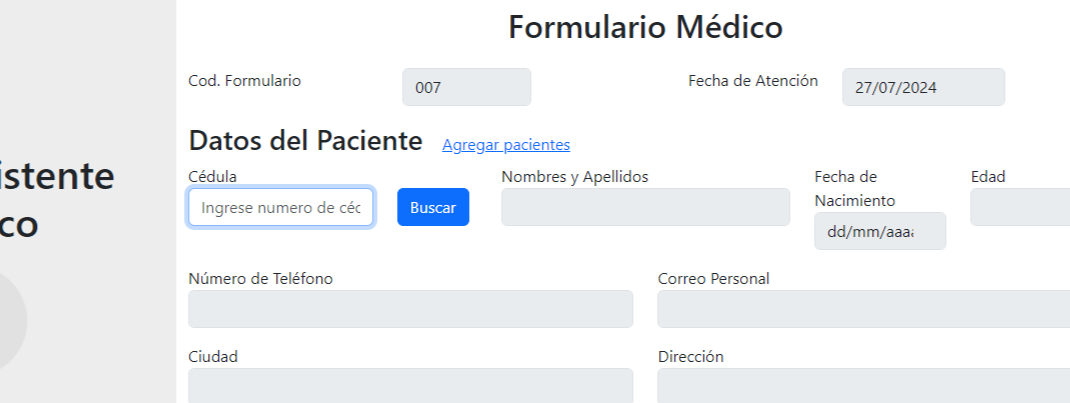 Formulario Médico
Cod. Formulario 007 Fecha de Atención 27/07/2024
Datos del Paciente Agregar pacientes
istente
co
Cédula Nombres y Apellidos Fecha de Nacimiento Edad
Ingrese numero de céc Buscar dd/mm/aaaa
Número de Teléfono Correo Personal
Ciudad Dirección